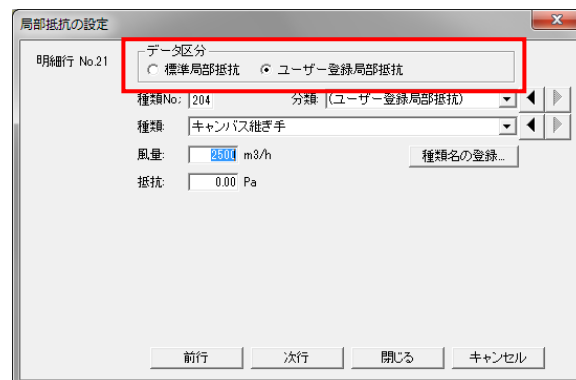 局部抵抗の設定
明細行 No.21
データ区分
標準局部抵抗 ユーザー登録局部抵抗
種類No: 204 分類: (ユーザー登録局部抵抗)
種類: キャンバス継ぎ手
風量: 2500 m3/h 種類名の登録...
抵抗: 0.00 Pa
前行 次行 閉じる キャンセル